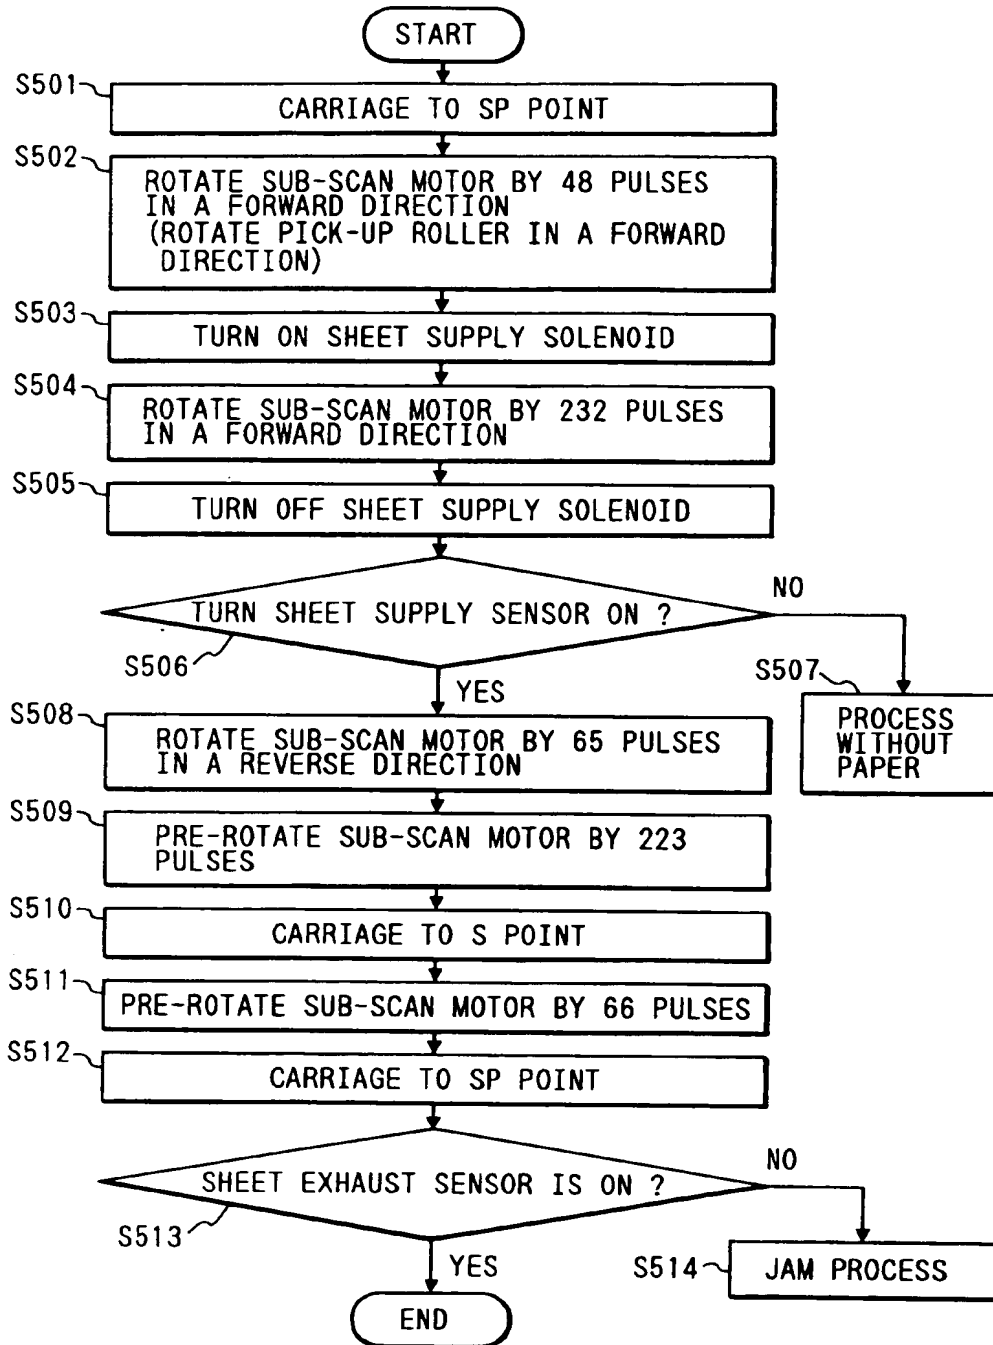 START
S501
CARRIAGE TO SP POINT
S502
ROTATE SUB-SCAN MOTOR BY 48 PULSES
IN A FORWARD DIRECTION
(ROTATE PICK-UP ROLLER IN A FORWARD
DIRECTION)
S503
TURN ON SHEET SUPPLY SOLENOID
S504
ROTATE SUB-SCAN MOTOR BY 232 PULSES
IN A FORWARD DIRECTION
S505
TURN OFF SHEET SUPPLY SOLENOID
TURN SHEET SUPPLY SENSOR ON ?
NO
S506
YES
S507
PROCESS
WITHOUT
PAPER
S508
ROTATE SUB-SCAN MOTOR BY 65 PULSES
IN A REVERSE DIRECTION
S509
PRE-ROTATE SUB-SCAN MOTOR BY 223
PULSES
S510
CARRIAGE TO S POINT
S511
PRE-ROTATE SUB-SCAN MOTOR BY 66 PULSES
S512
CARRIAGE TO SP POINT
SHEET EXHAUST SENSOR IS ON ?
NO
S513
YES
S514
JAM PROCESS
END